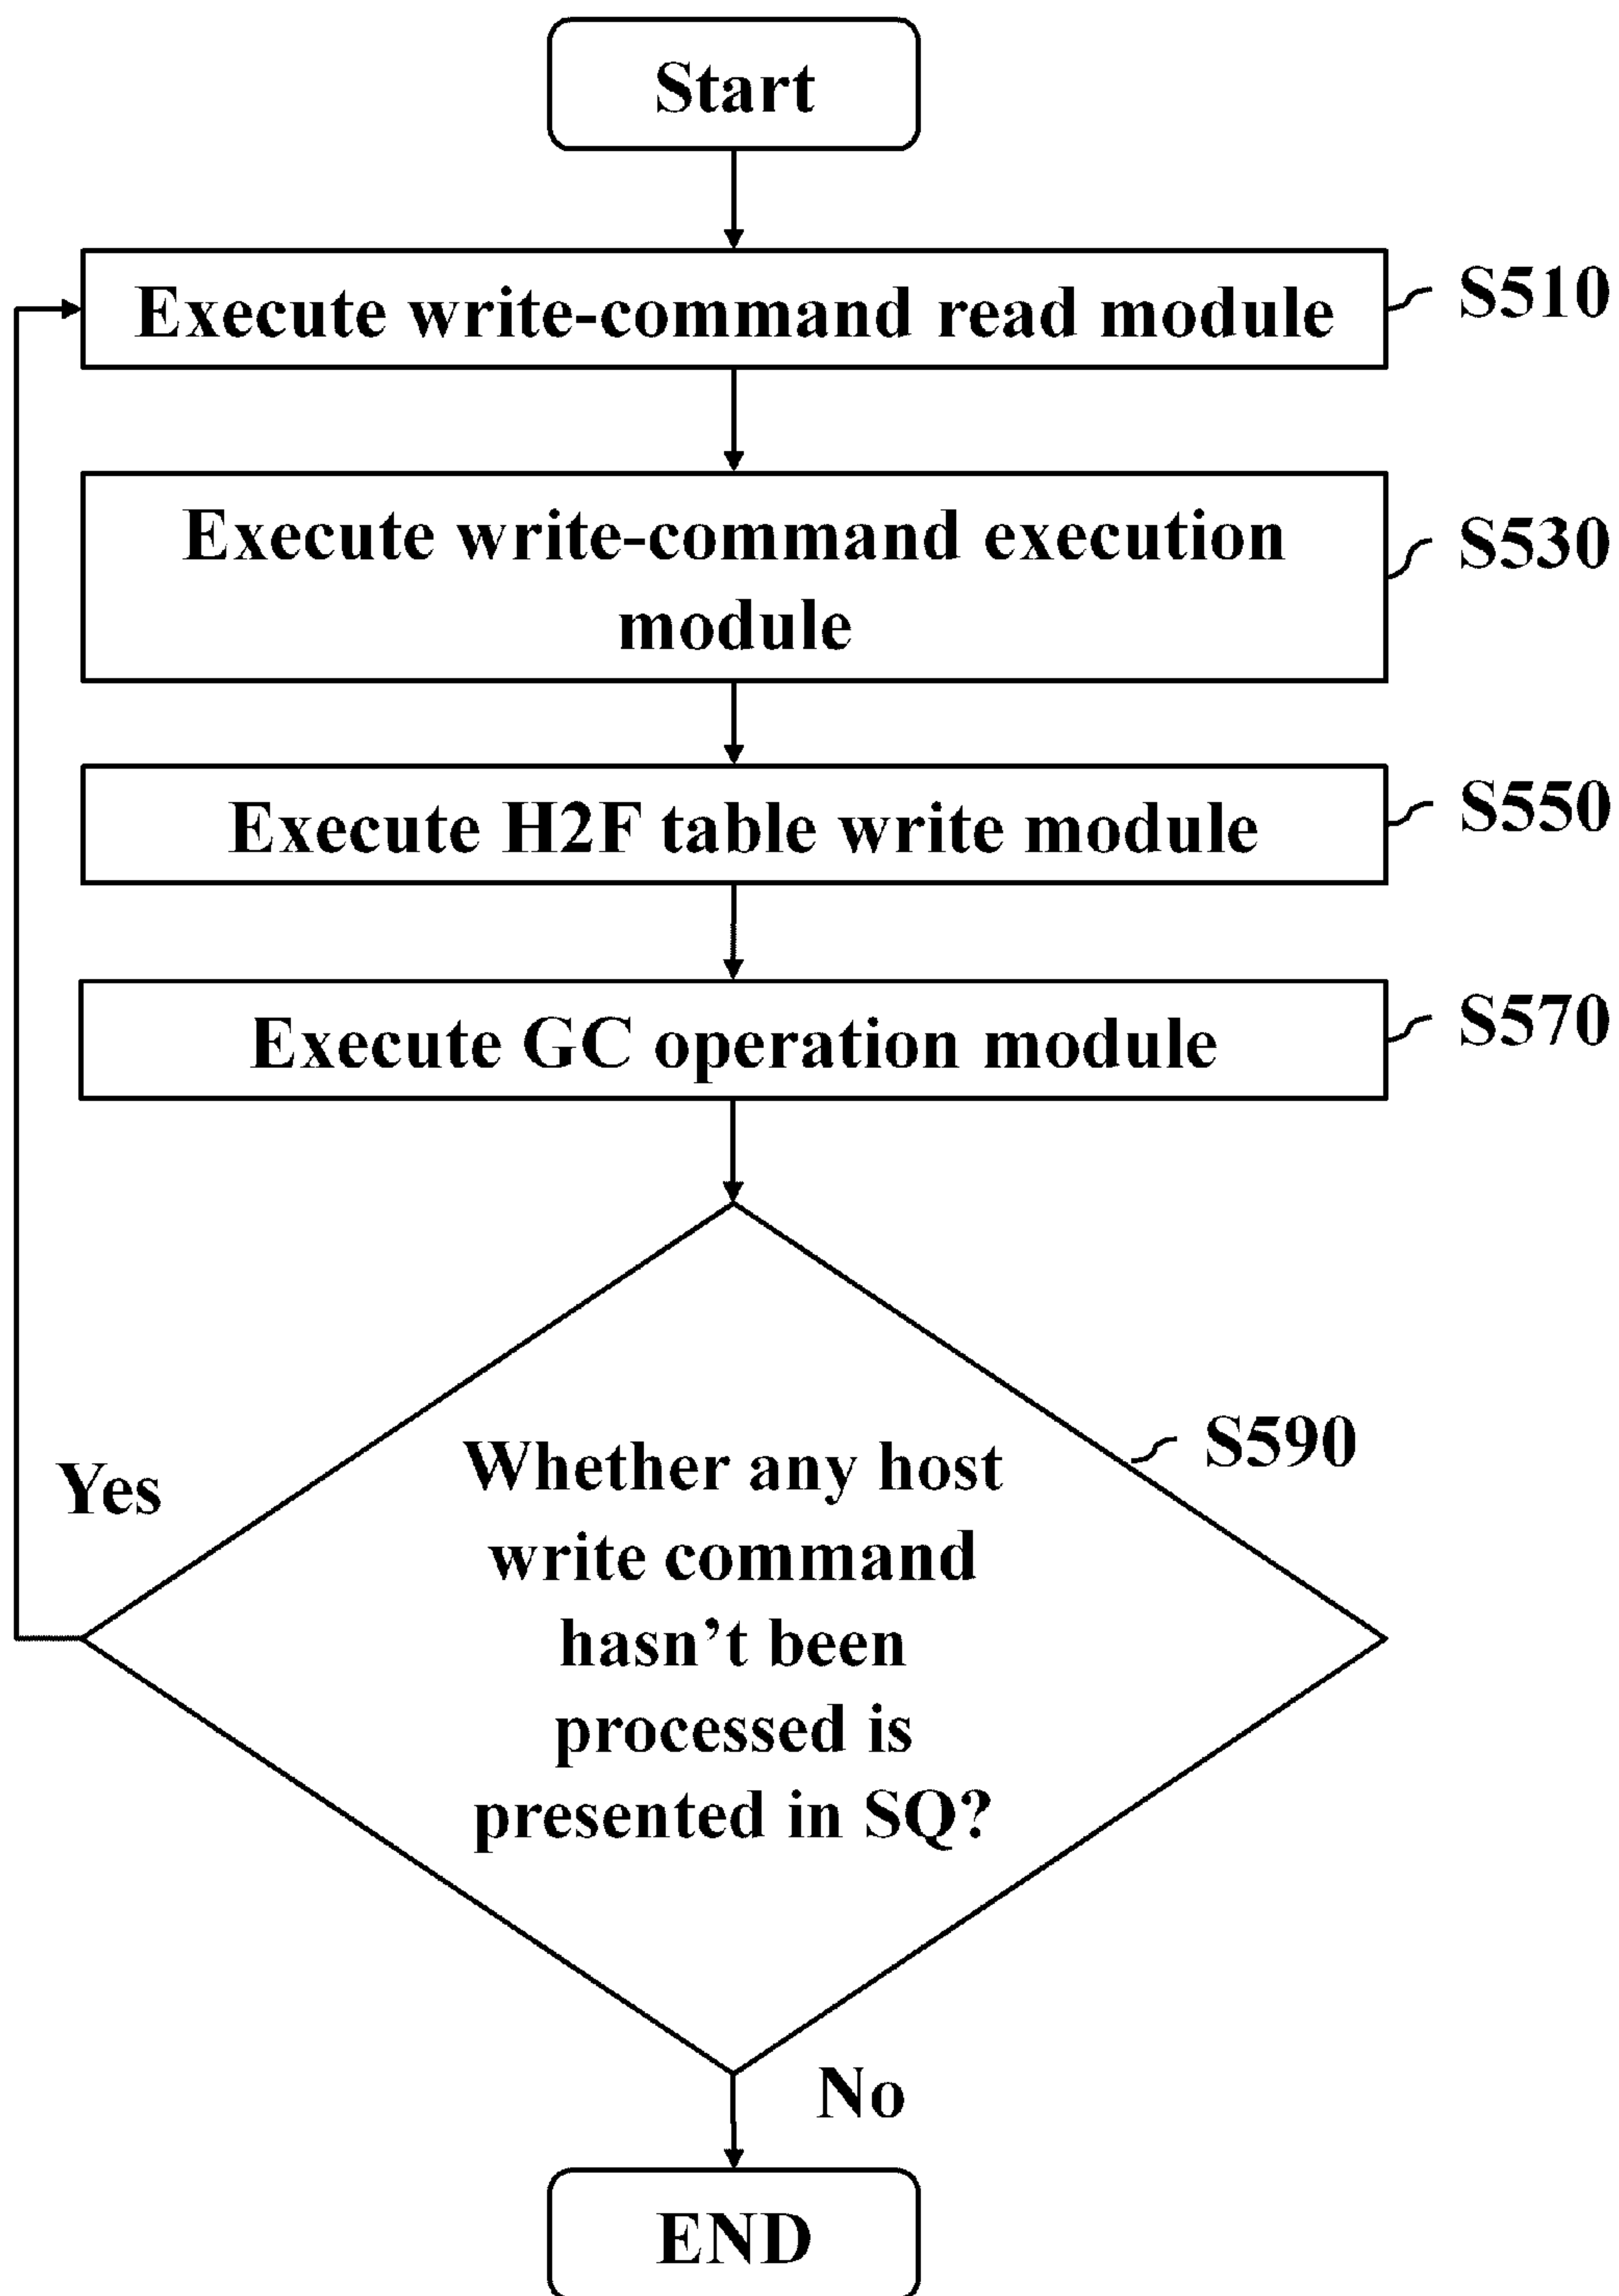 Start
Execute write-command read module
S510
Execute write-command execution
module
S530
Execute H2F table write module
S550
Execute GC operation module
S570
Whether any host
write command
hasn’t been
processed is
presented in SQ?
S590
Yes
No
END